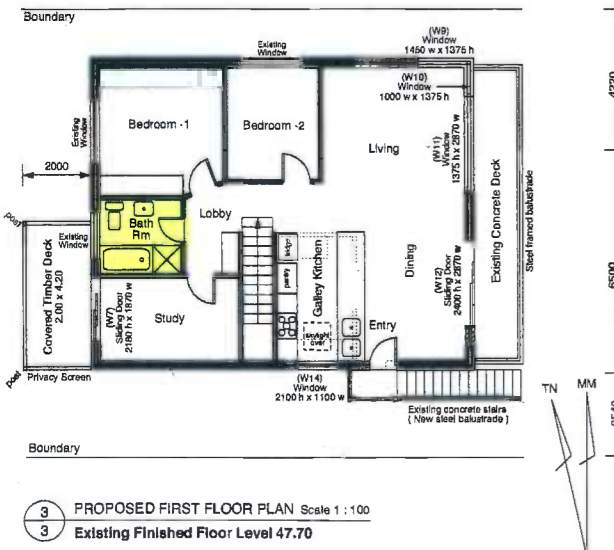 Boundary
(W9)
Window
1450 w x 1375 h
Existing
Window
(W10)
Window
1000 w x 1375 h
Bedroom -1
Bedroom -2
Living
Existing
Window
(W11)
Window
1375 h x 2870 w
Existing Concrete Deck
Steel framed balustrade
2000
post
Existing
Window
Bath
Rm
Lobby
Covered Timber Deck
2.00 x 4.20
(W7)
Sliding Door
2180 h x 1870 w
Study
fridge
pantry
Galley Kitchen
skylight
over
Dining
(W12)
Sliding Door
2400 h x 2870 w
Entry
post
Privacy Screen
(W14)
Window
2100 h x 1100 w
Existing concrete stairs
( New steel balustrade )
TN
MM
6500
Boundary
3
3
PROPOSED FIRST FLOOR PLAN Scale 1 : 100
Existing Finished Floor Level 47.70